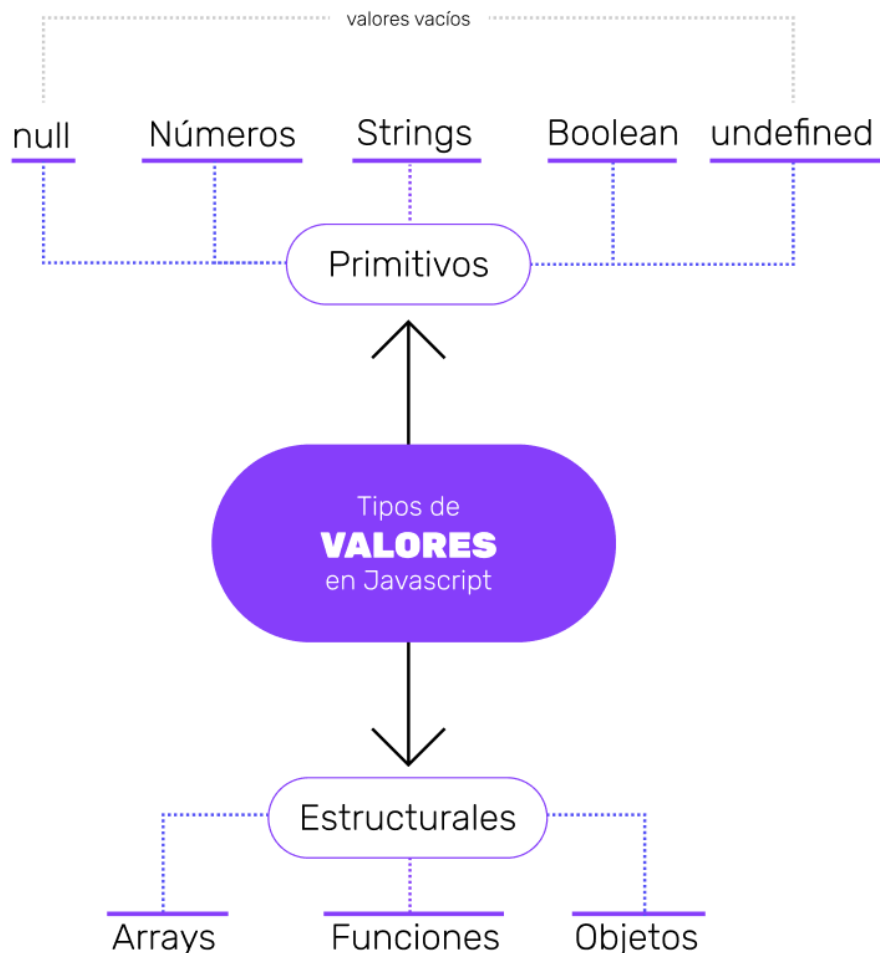 valores vacíos
null Números Strings Boolean undefined
Primitivos
Tipos de
VALORES
en Javascript
Estructurales
Arrays Funciones Objetos